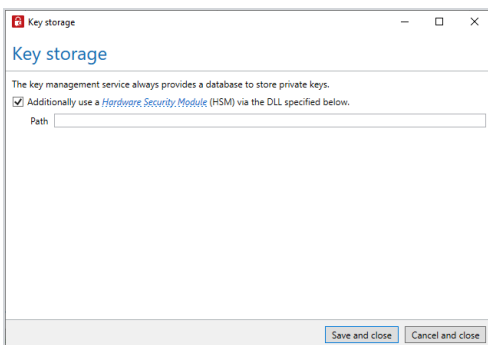 Key storage
Key storage
The key management service always provides a database to store private keys.
Additionally use a Hardware Security Module (HSM) via the DLL specified below.
Path
Save and close Cancel and close